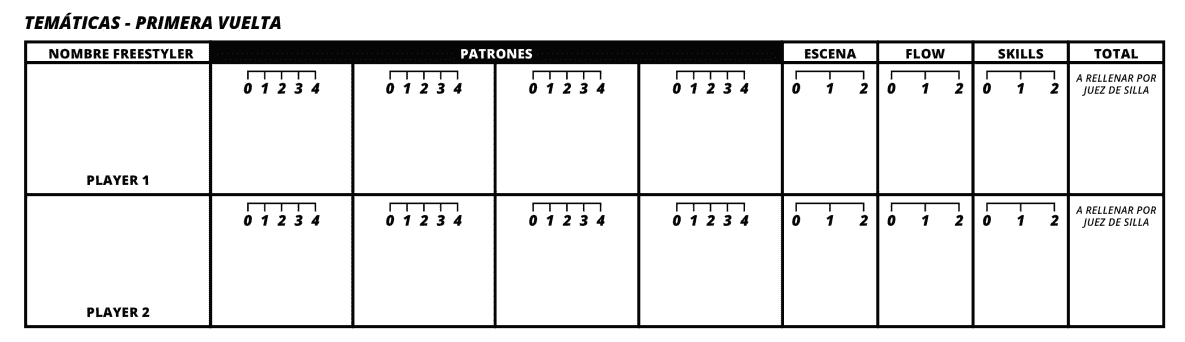 TEMÁTICAS - PRIMERA VUELTA
NOMBRE FREESTYLER PATRONES ESCENA FLOW SKILLS TOTAL
0 1 2 3 4 0 1 2 3 4 0 1 2 3 4 0 1 2 3 4 0 1 2 0 1 2 0 1 2 A RELLENAR POR
JUEZ DE SILLA
PLAYER 1
0 1 2 3 4 0 1 2 3 4 0 1 2 3 4 0 1 2 3 4 0 1 2 0 1 2 0 1 2 A RELLENAR POR
JUEZ DE SILLA
PLAYER 2